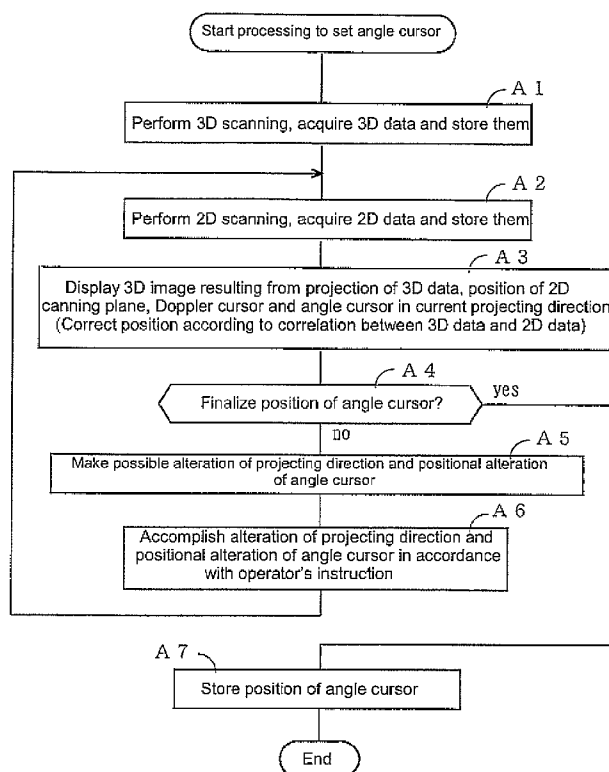 Start processing to set angle cursor
A 1
Perform 3D scanning, acquire 3D data and store them
A 2
Perform 2D scanning, acquire 2D data and store them
A 3
Display 3D image resulting from projection of 3D data, position of 2D
canning plane, Doppler cursor and angle cursor in current projecting direction
(Correct position according to correlation between 3D data and 2D data)
A 4
Finalize position of angle cursor?
yes
no
A 5
Make possible alteration of projecting direction and positional alteration
of angle cursor
A 6
Accomplish alteration of projecting direction and
positional alteration of angle cursor in accordance
with operator's instruction
A 7
Store position of angle cursor
End